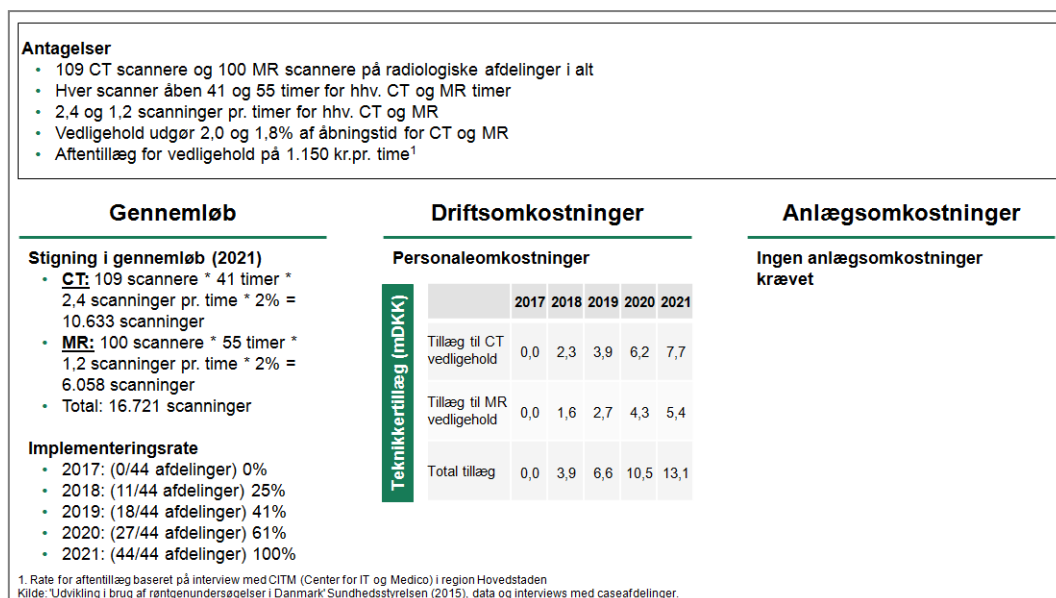 Antagelser
• 109 CT scannere og 100 MR scannere på radiologiske afdelinger i alt
• Hver scanner åben 41 og 55 timer for hhv. CT og MR timer
• 2,4 og 1,2 scanninger pr. timer for hhv. CT og MR
• Vedligehold udgør 2,0 og 1,8% af åbningstid for CT og MR
• Aftentillæg for vedligehold på 1.150 kr.pr. time1
Gennemløb
Stigning i gennemløb (2021)
• CT: 109 scannere * 41 timer *
2,4 scanninger pr. time * 2% =
10.633 scanninger
• MR: 100 scannere * 55 timer *
1,2 scanninger pr. time * 2% =
6.058 scanninger
• Total: 16.721 scanninger
Implementeringsrate
• 2017: (0/44 afdelinger) 0%
• 2018: (11/44 afdelinger) 25%
• 2019: (18/44 afdelinger) 41%
• 2020: (27/44 afdelinger) 61%
• 2021: (44/44 afdelinger) 100%
Driftsomkostninger
Personaleomkostninger
Teknikkertillæg (mDKK)
2017 2018 2019 2020 2021
Tillæg til CT
vedligehold 0,0 2,3 3,9 6,2 7,7
Tillæg til MR
vedligehold 0,0 1,6 2,7 4,3 5,4
Total tillæg 0,0 3,9 6,6 10,5 13,1
Anlægsomkostninger
Ingen anlægsomkostninger
krævet
1. Rate for aftentillæg baseret på interview med CITM (Center for IT og Medico) i region Hovedstaden
Kilde: 'Udvikling i brug af røntgenundersøgelser i Danmark' Sundhedsstyrelsen (2015), data og interviews med caseafdelinger.